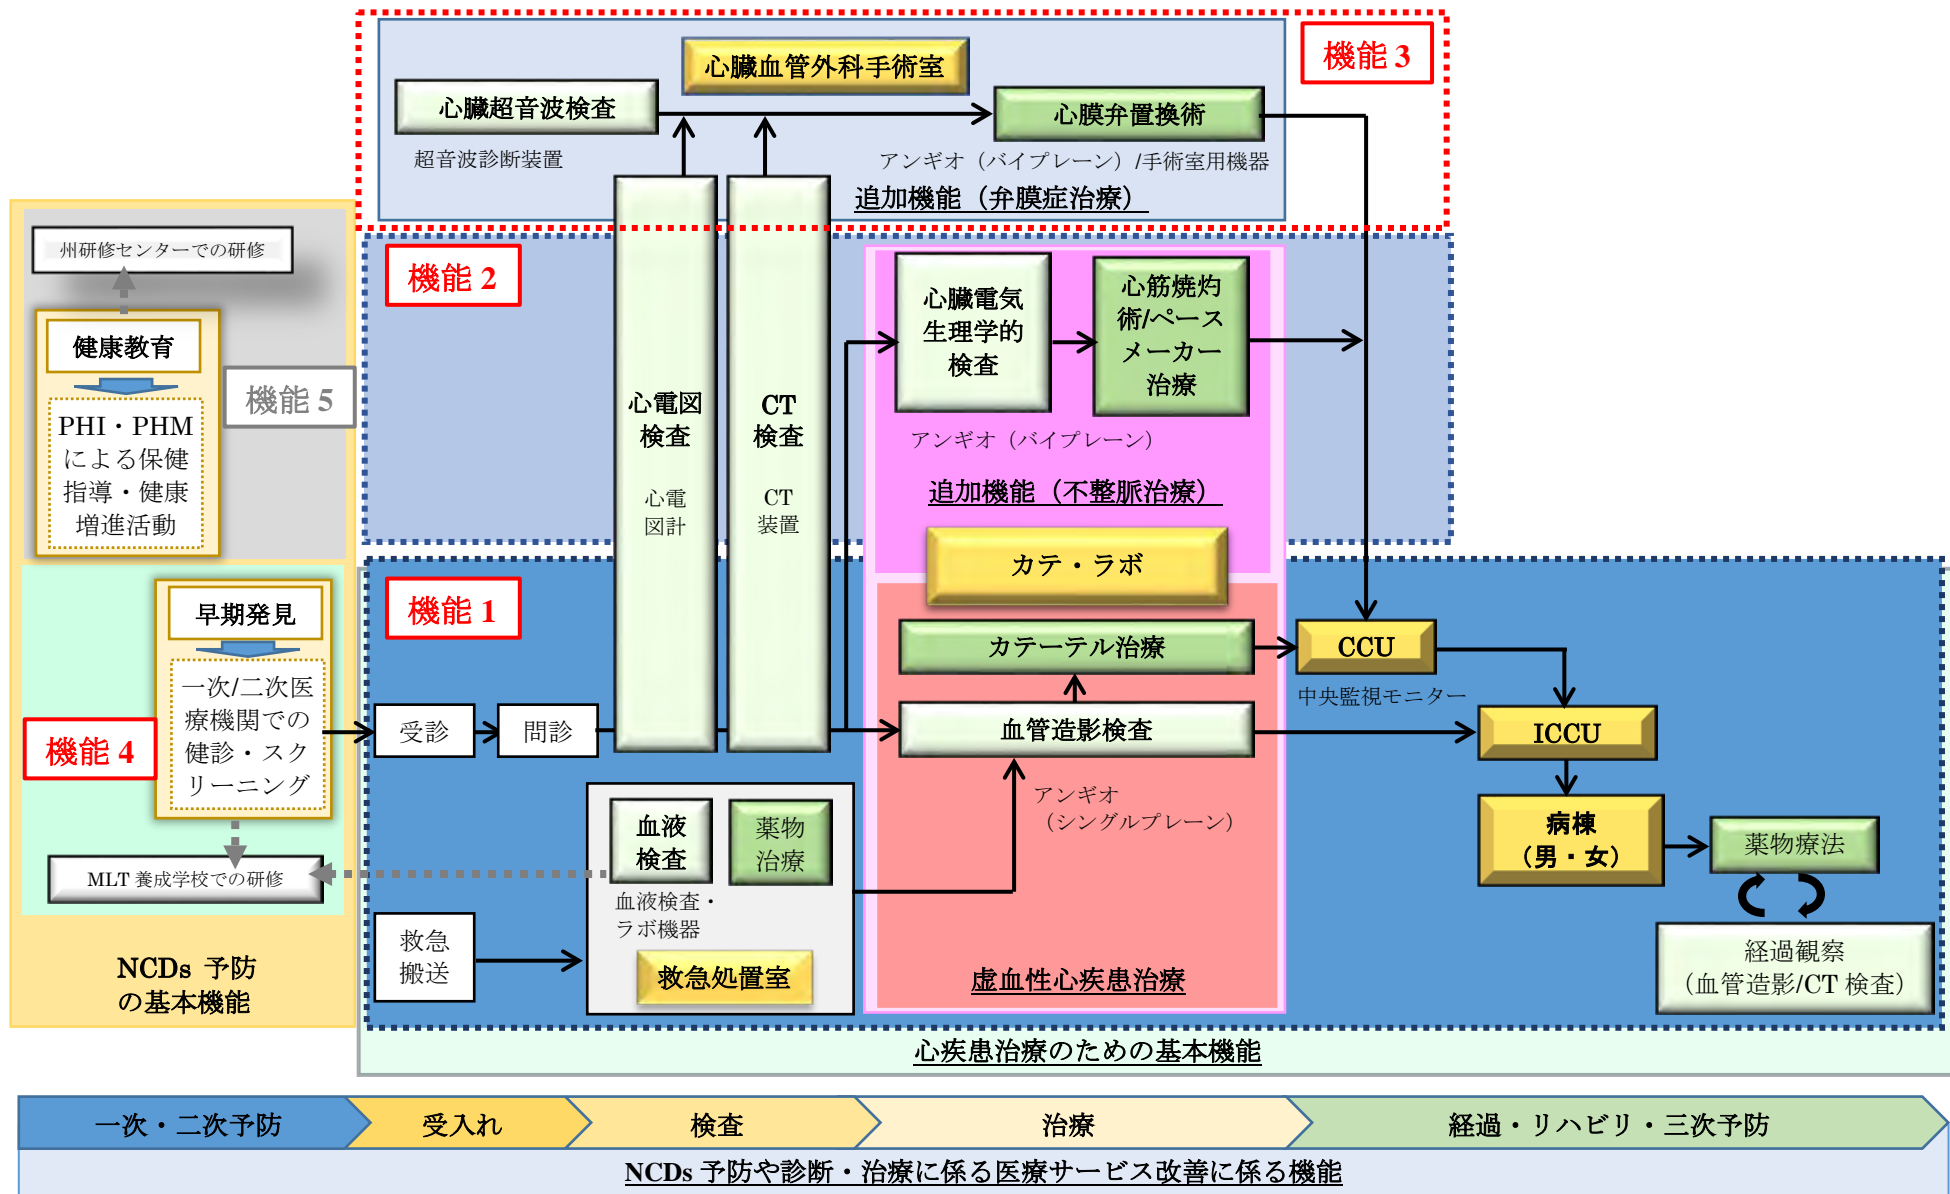 機能 3
心臓血管外科手術室
心臓超音波検査
心膜弁置換術
超音波診断装置
アンギオ（バイプレーン）/手術室用機器
追加機能（弁膜症治療）
州研修センターでの研修
機能 2
健康教育
機能 5
PHI・PHM
による保健
指導・健康
増進活動
心電図
検査
心電
図計
CT
検査
CT
装置
心臓電気
生理学的
検査
心筋焼灼
術/ペース
メーカー
治療
アンギオ（バイプレーン）
追加機能（不整脈治療）
カテ・ラボ
機能 1
早期発見
一次/二次医
療機関での
健診・スク
リーニング
機能 4
受診
問診
カテーテル治療
血管造影検査
アンギオ
（シングルプレーン）
CCU
中央監視モニター
ICCU
病棟
（男・女）
薬物療法
経過観察
（血管造影/CT 検査）
血液
検査
薬物
治療
血液検査・
ラボ機器
救急処置室
MLT 養成学校での研修
救急
搬送
虚血性心疾患治療
NCDs 予防
の基本機能
心疾患治療のための基本機能
一次・二次予防
受入れ
検査
治療
経過・リハビリ・三次予防
NCDs 予防や診断・治療に係る医療サービス改善に係る機能